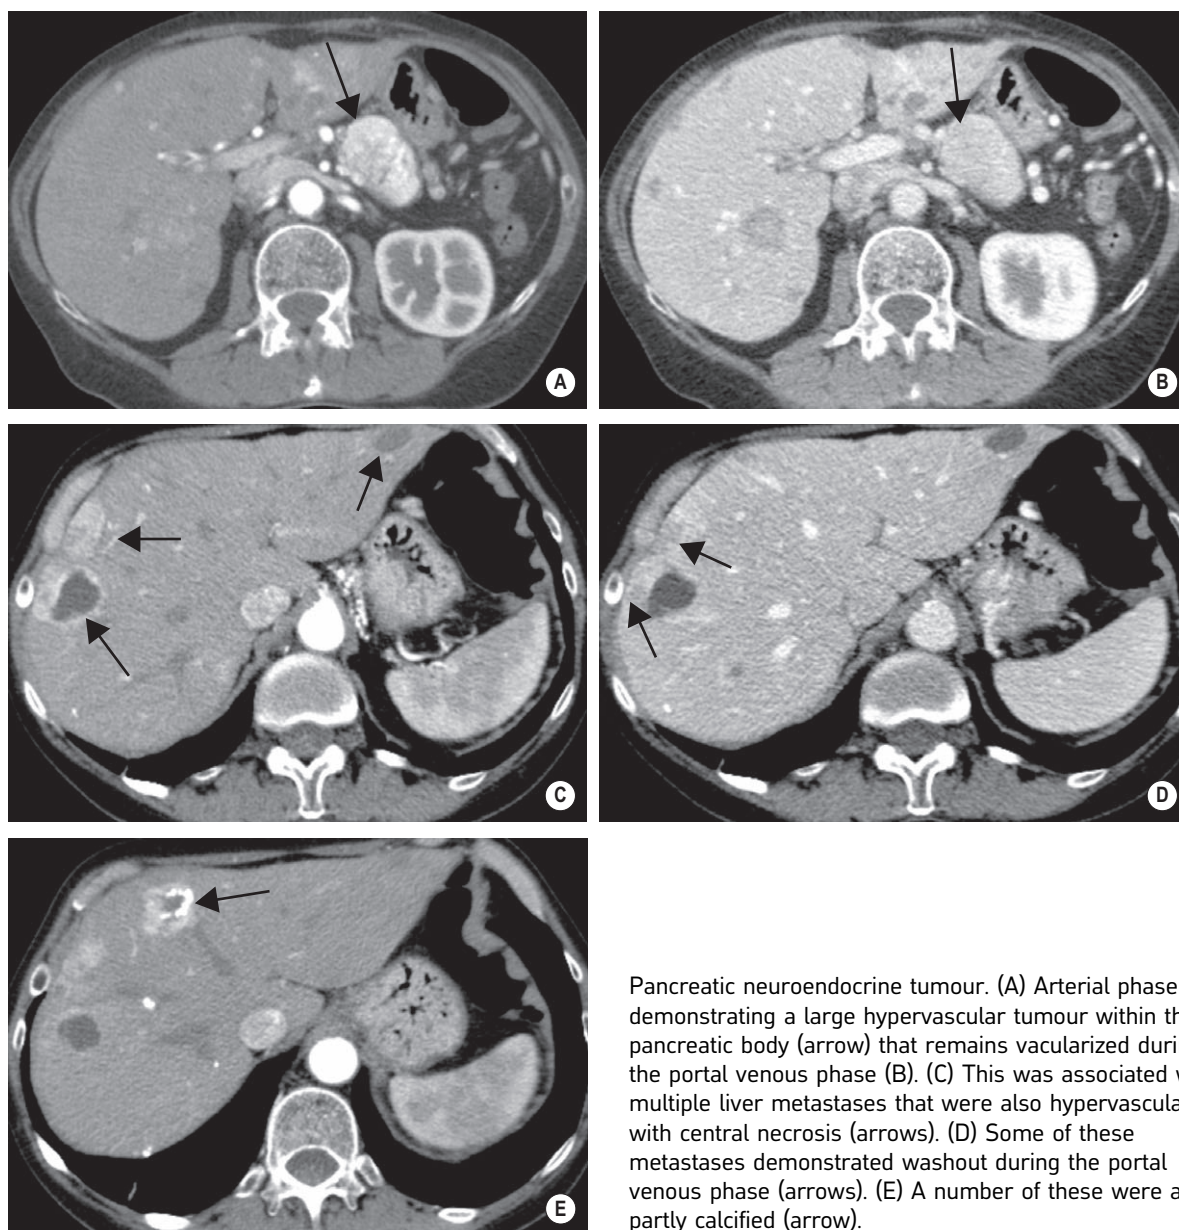 A
B
C
D
E
Pancreatic neuroendocrine tumour. (A) Arterial phase
demonstrating a large hypervascular tumour within th
pancreatic body (arrow) that remains vacularized duri
the portal venous phase (B). (C) This was associated w
multiple liver metastases that were also hypervascula
with central necrosis (arrows). (D) Some of these
metastases demonstrated washout during the portal
venous phase (arrows). (E) A number of these were a
partly calcified (arrow).